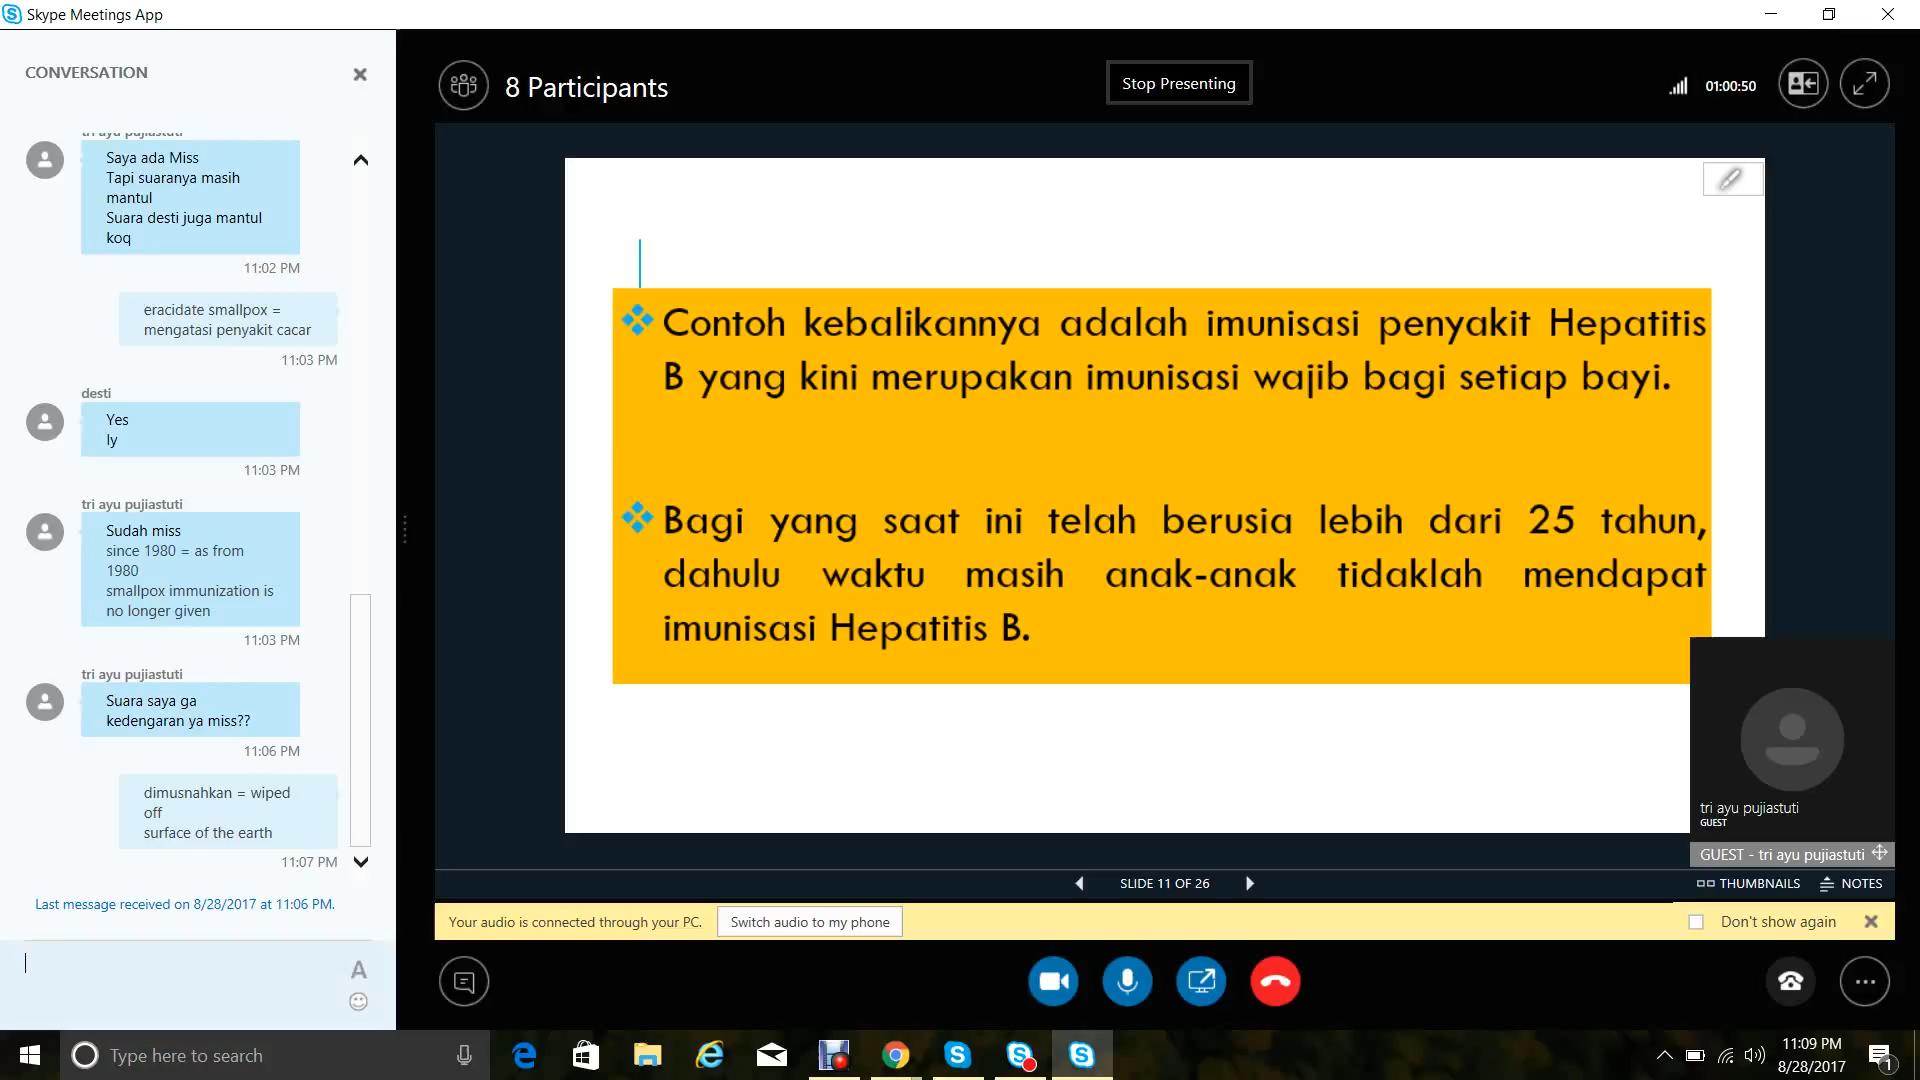 Skype Meetings App
CONVERSATION
tri ayu pujiastuti
Saya ada Miss
Tapi suaranya masih
mantul
Suara desti juga mantul
koq
11:02 PM
eracidate smallpox =
mengatasi penyakit cacar
11:03 PM
desti
Yes
Iy
11:03 PM
tri ayu pujiastuti
Sudah miss
since 1980 = as from
1980
smallpox immunization is
no longer given
11:03 PM
tri ayu pujiastuti
Suara saya ga
kedengaran ya miss??
11:06 PM
dimusnahkan = wiped
off
surface of the earth
11:07 PM
Last message received on 8/28/2017 at 11:06 PM.
A
8 Participants
Stop Presenting
01:00:50
Contoh kebalikannya adalah imunisasi penyakit Hepatitis
B yang kini merupakan imunisasi wajib bagi setiap bayi.
Bagi yang saat ini telah berusia lebih dari 25 tahun,
dahulu waktu masih anak-anak tidaklah mendapat
imunisasi Hepatitis B.
tri ayu pujiastuti
GUEST
GUEST - tri ayu pujiastuti
SLIDE 11 OF 26
THUMBNAILS
NOTES
Your audio is connected through your PC.
Switch audio to my phone
Don't show again
Type here to search
11:09 PM
8/28/2017
1